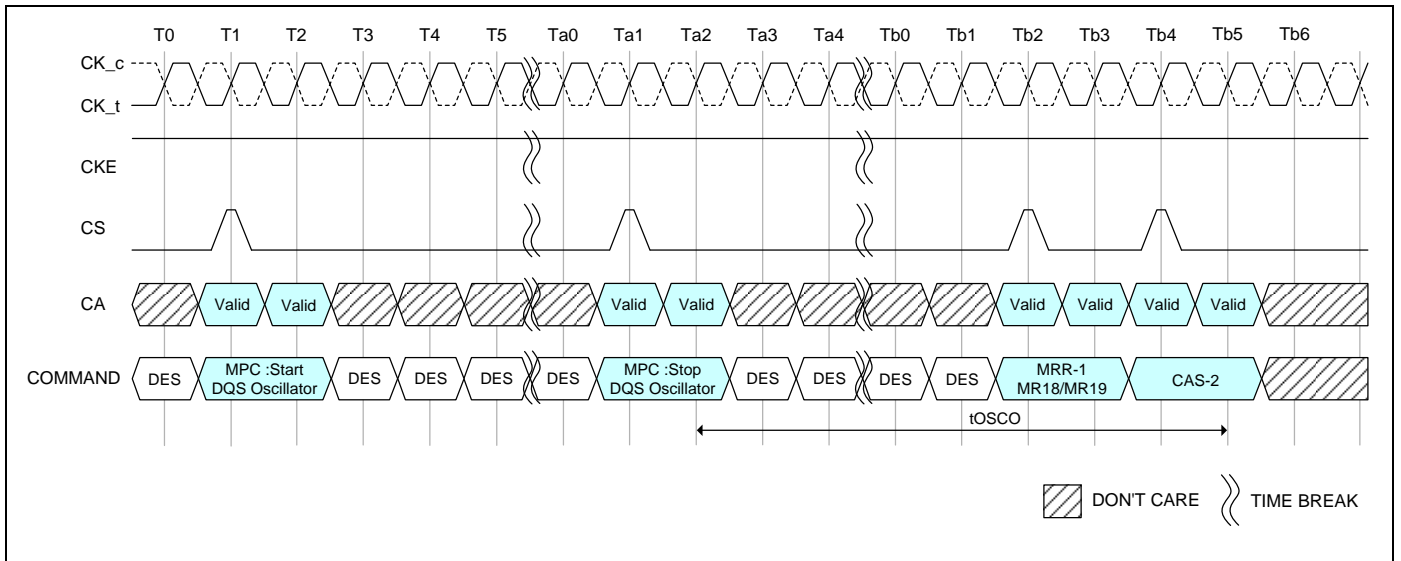 T0 T1 T2 T3 T4 T5 Ta0 Ta1 Ta2 Ta3 Ta4 Tb0 Tb1 Tb2 Tb3 Tb4 Tb5 Tb6
CK_c
CK_t
CKE
CS
CA Valid Valid Valid Valid Valid Valid Valid Valid
COMMAND DES MPC :Start DES DES DES DES MPC :Stop DES DES DES DES MRR-1 CAS-2
DQS Oscillator DQS Oscillator MR18/MR19
tOSCO
DON'T CARE TIME BREAK